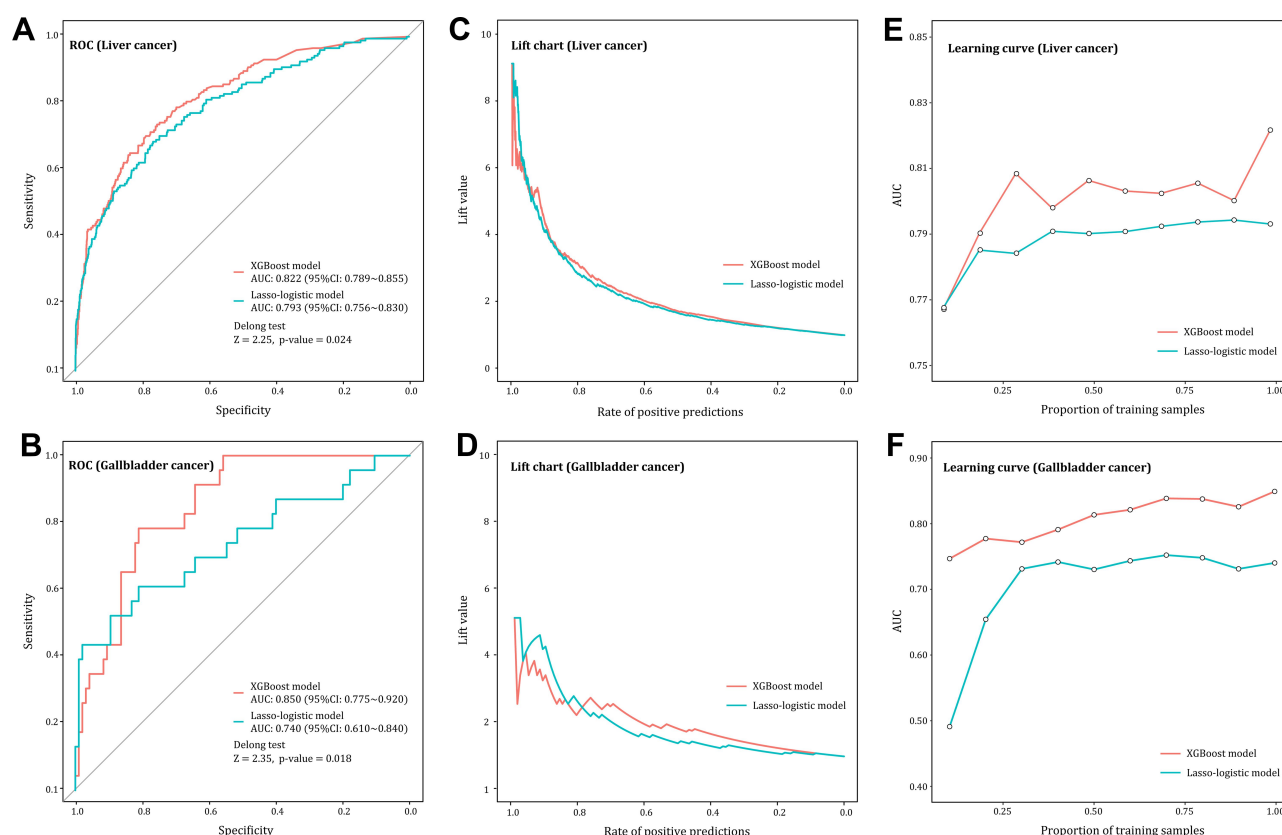 A
ROC (Liver cancer)
1.0
0.8
0.6
0.4
0.2
0.1
Sensitivity
XGBoost model
AUC: 0.822 (95%CI: 0.789~0.855)
Lasso-logistic model
AUC: 0.793 (95%CI: 0.756~0.830)
Delong test
Z = 2.25, p-value = 0.024
1.0 0.8 0.6 0.4 0.2 0.0
Specificity
C
Lift chart (Liver cancer)
10
8
6
4
2
0
Lift value
XGBoost model
Lasso-logistic model
1.0 0.8 0.6 0.4 0.2 0.0
Rate of positive predictions
E
Learning curve (Liver cancer)
0.85
0.83
0.81
0.79
0.77
0.75
AUC
XGBoost model
Lasso-logistic model
0.25 0.50 0.75 1.00
Proportion of training samples
B
ROC (Gallbladder cancer)
1.0
0.8
0.6
0.4
0.2
0.1
Sensitivity
XGBoost model
AUC: 0.850 (95%CI: 0.775~0.920)
Lasso-logistic model
AUC: 0.740 (95%CI: 0.610~0.840)
Delong test
Z = 2.35, p-value = 0.018
1.0 0.8 0.6 0.4 0.2 0.0
Specificity
D
Lift chart (Gallbladder cancer)
10
8
6
4
2
1
Lift value
XGBoost model
Lasso-logistic model
1.0 0.8 0.6 0.4 0.2 0.0
Rate of positive predictions
F
Learning curve (Gallbladder cancer)
0.90
0.80
0.70
0.50
0.40
AUC
XGBoost model
Lasso-logistic model
0.25 0.50 0.75 1.00
Proportion of training samples